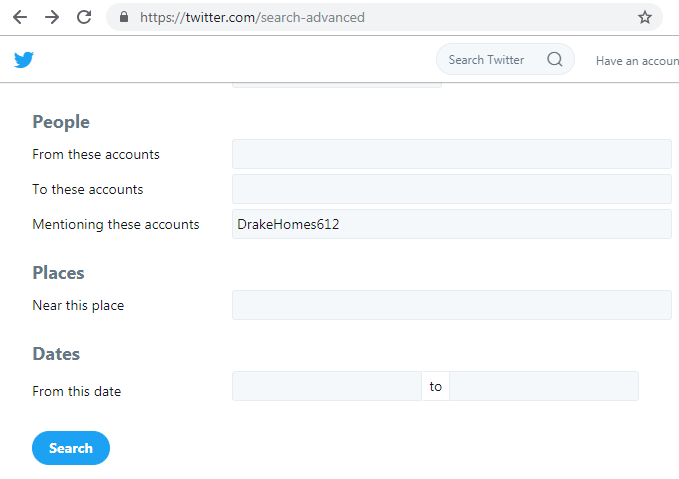 https://twitter.com/search-advanced
Search Twitter
Have an accoun
People
From these accounts
To these accounts
Mentioning these accounts DrakeHomes612
Places
Near this place
Dates
From this date to
Search